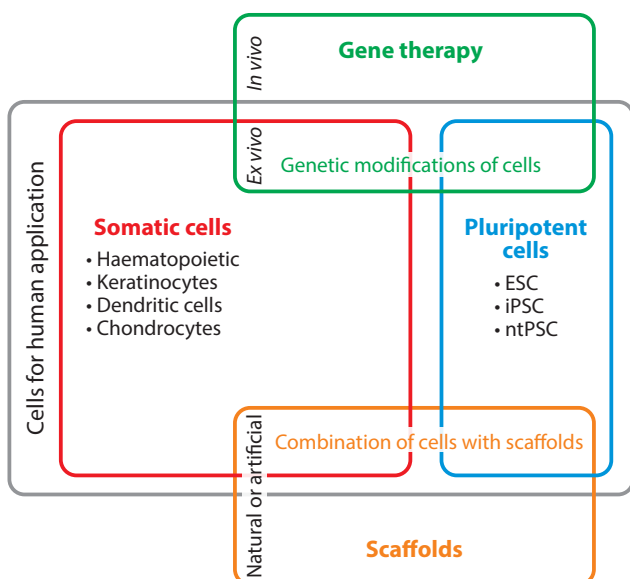 In vivo
Gene therapy
Ex vivo
Genetic modifications of cells
Cells for human application
Somatic cells
• Haematopoietic
• Keratinocytes
• Dendritic cells
• Chondrocytes
Pluripotent
cells
• ESC
• iPSC
• ntPSC
Natural or artificial
Combination of cells with scaffolds
Scaffolds